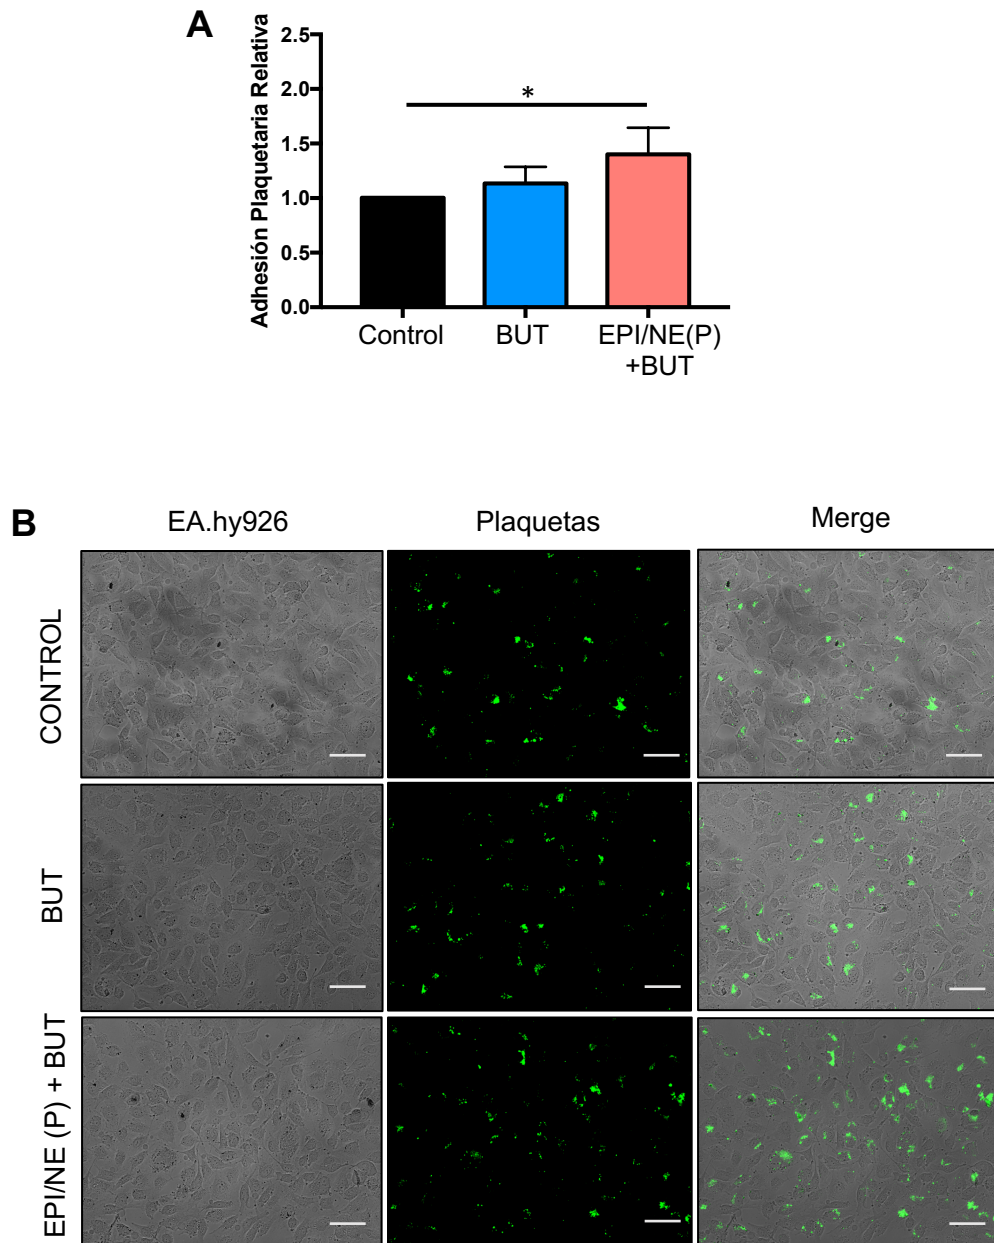 A
Adhesión Plaquetaria Relativa
2.5
2.0
1.5
1.0
0.5
0.0
*
Control
BUT
EPI/NE(P)
+BUT
B
EA.hy926
Plaquetas
Merge
CONTROL
BUT
EPI/NE (P) + BUT